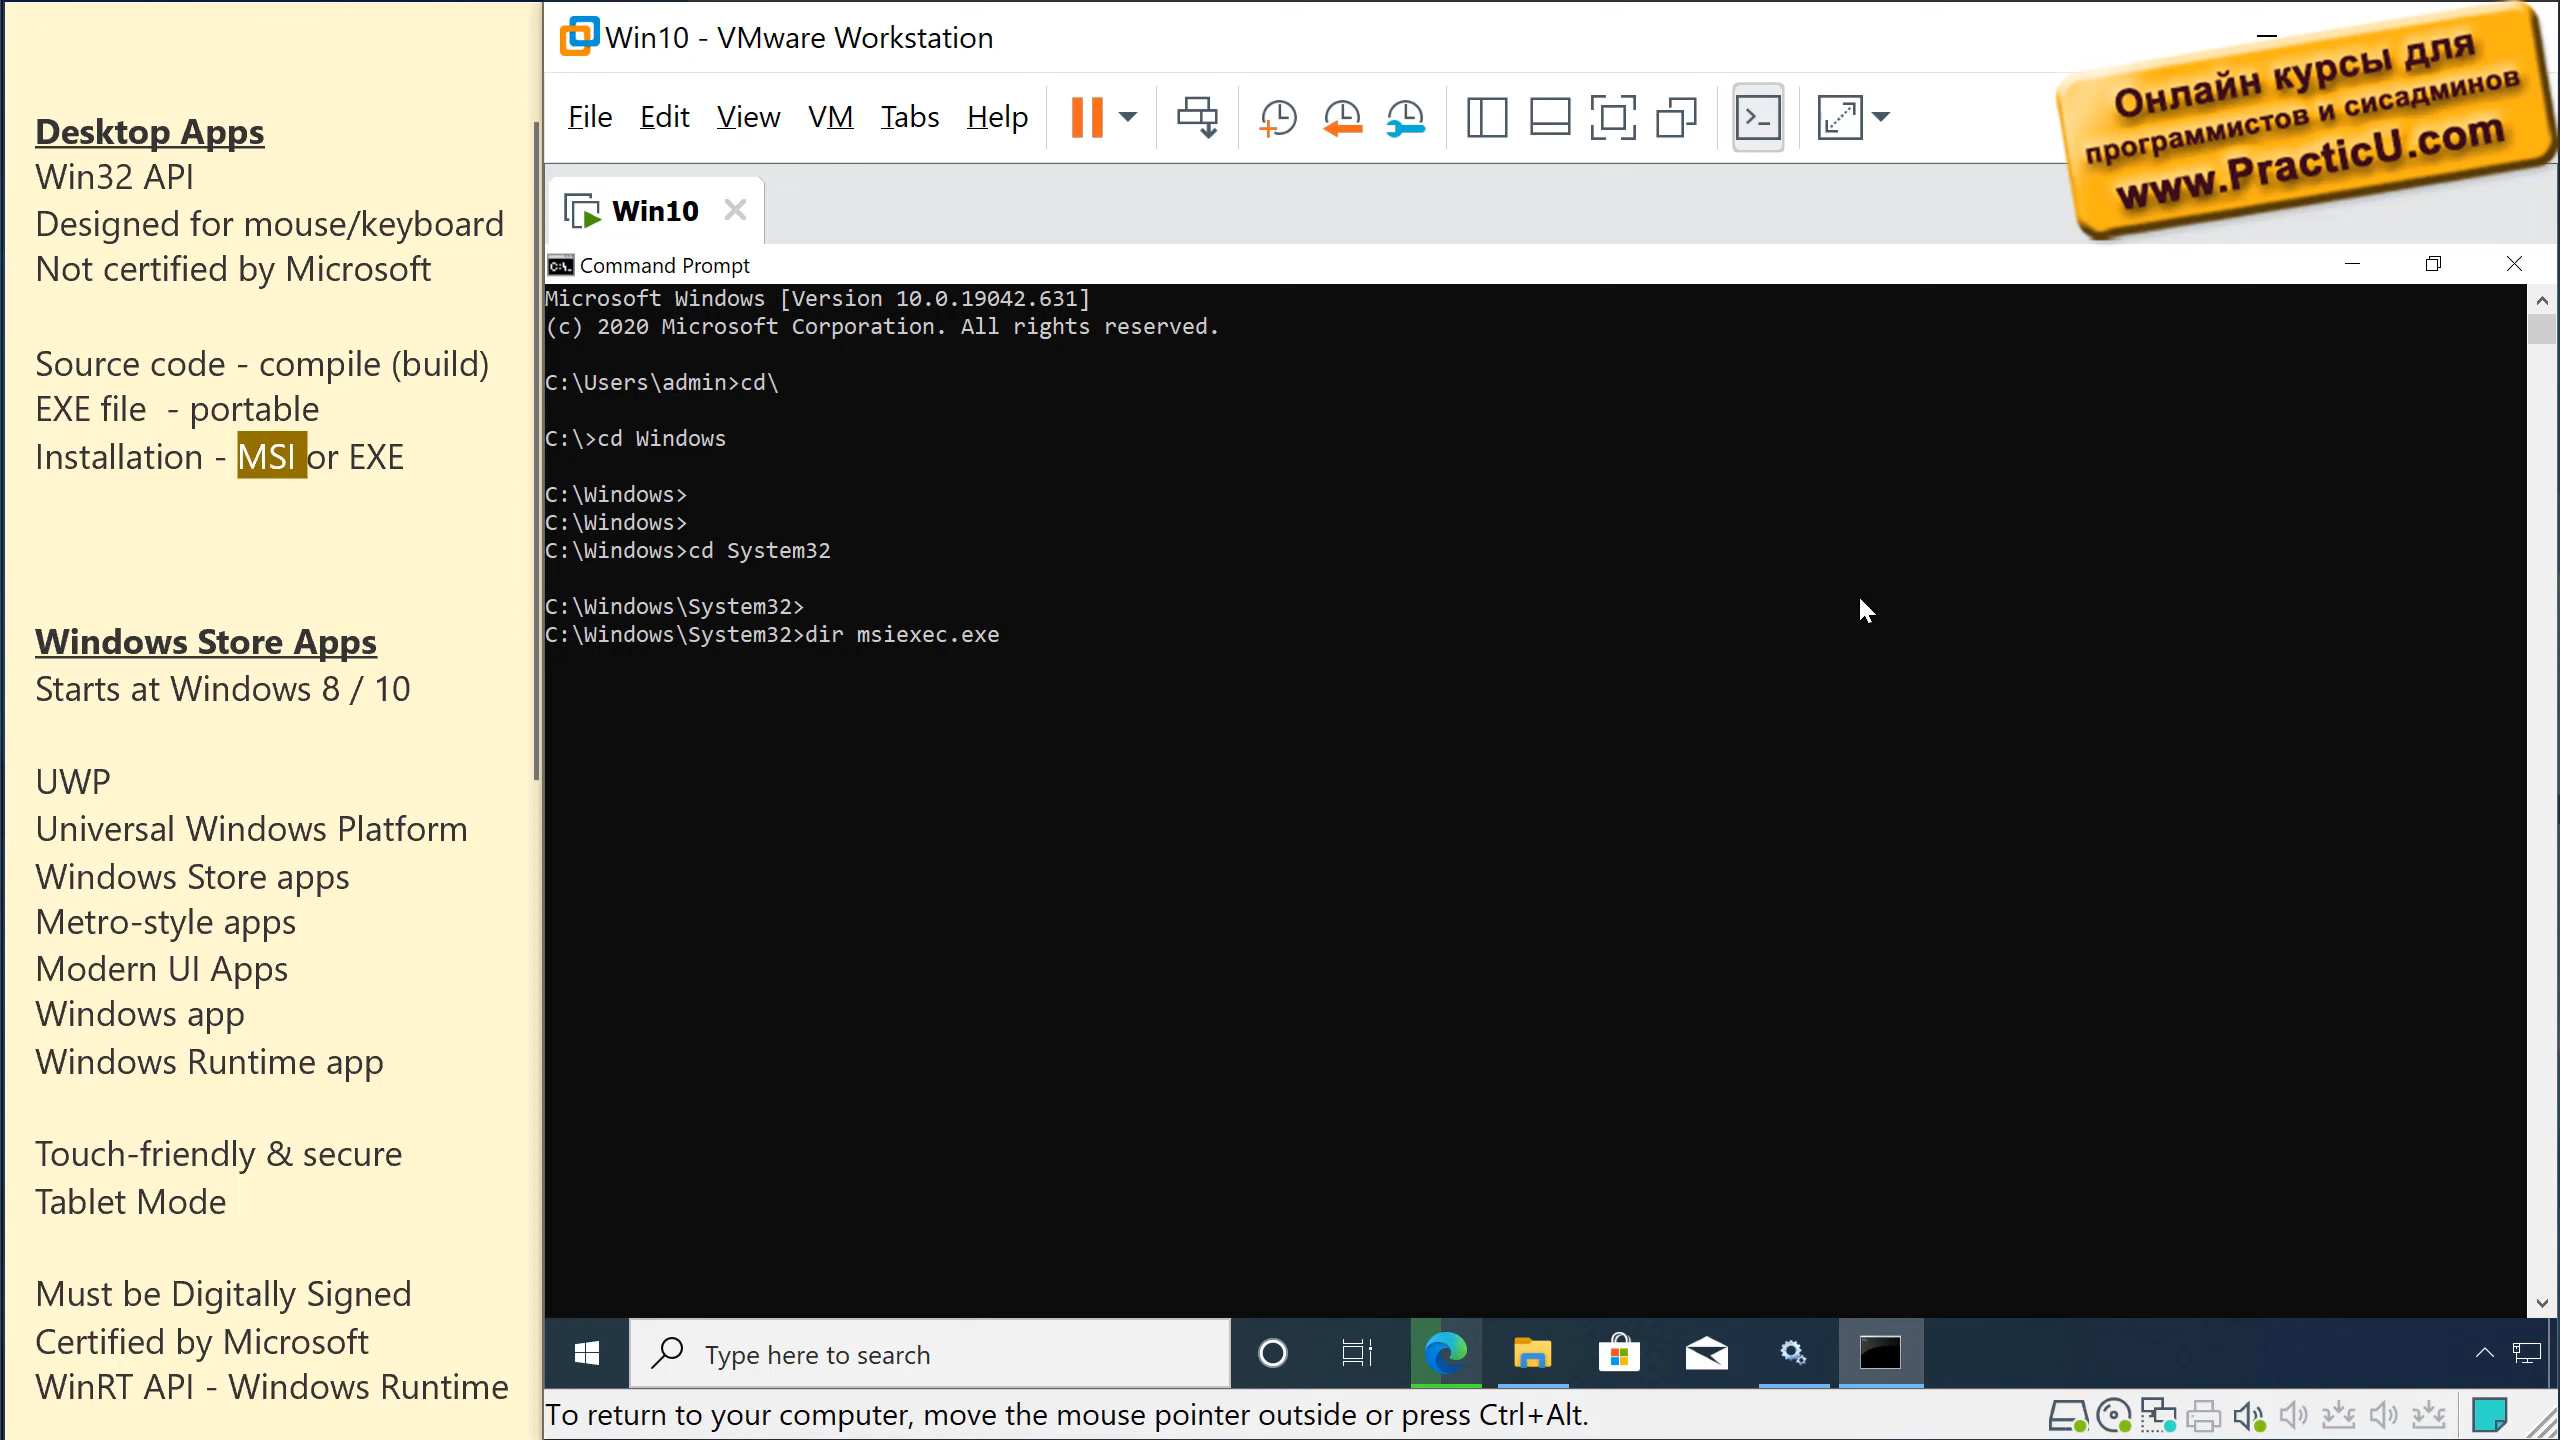 Desktop Apps
Win32 API
Designed for mouse/keyboard
Not certified by Microsoft
Source code - compile (build)
EXE file  - portable
Installation - MSI or EXE
Windows Store Apps
Starts at Windows 8 / 10
UWP
Universal Windows Platform
Windows Store apps
Metro-style apps
Modern UI Apps
Windows app
Windows Runtime app
Touch-friendly & secure
Tablet Mode
Must be Digitally Signed
Certified by Microsoft
WinRT API - Windows Runtime
Win10 - VMware Workstation
File Edit View VM Tabs Help
Онлайн курсы для
программистов и сисадминов
www.PracticU.com
Win10
C:\. Command Prompt
Microsoft Windows [Version 10.0.19042.631]
(c) 2020 Microsoft Corporation. All rights reserved.
C:\Users\admin>cd\
C:\>cd Windows
C:\Windows>
C:\Windows>
C:\Windows>cd System32
C:\Windows\System32>
C:\Windows\System32>dir msiexec.exe
Type here to search
To return to your computer, move the mouse pointer outside or press Ctrl+Alt.